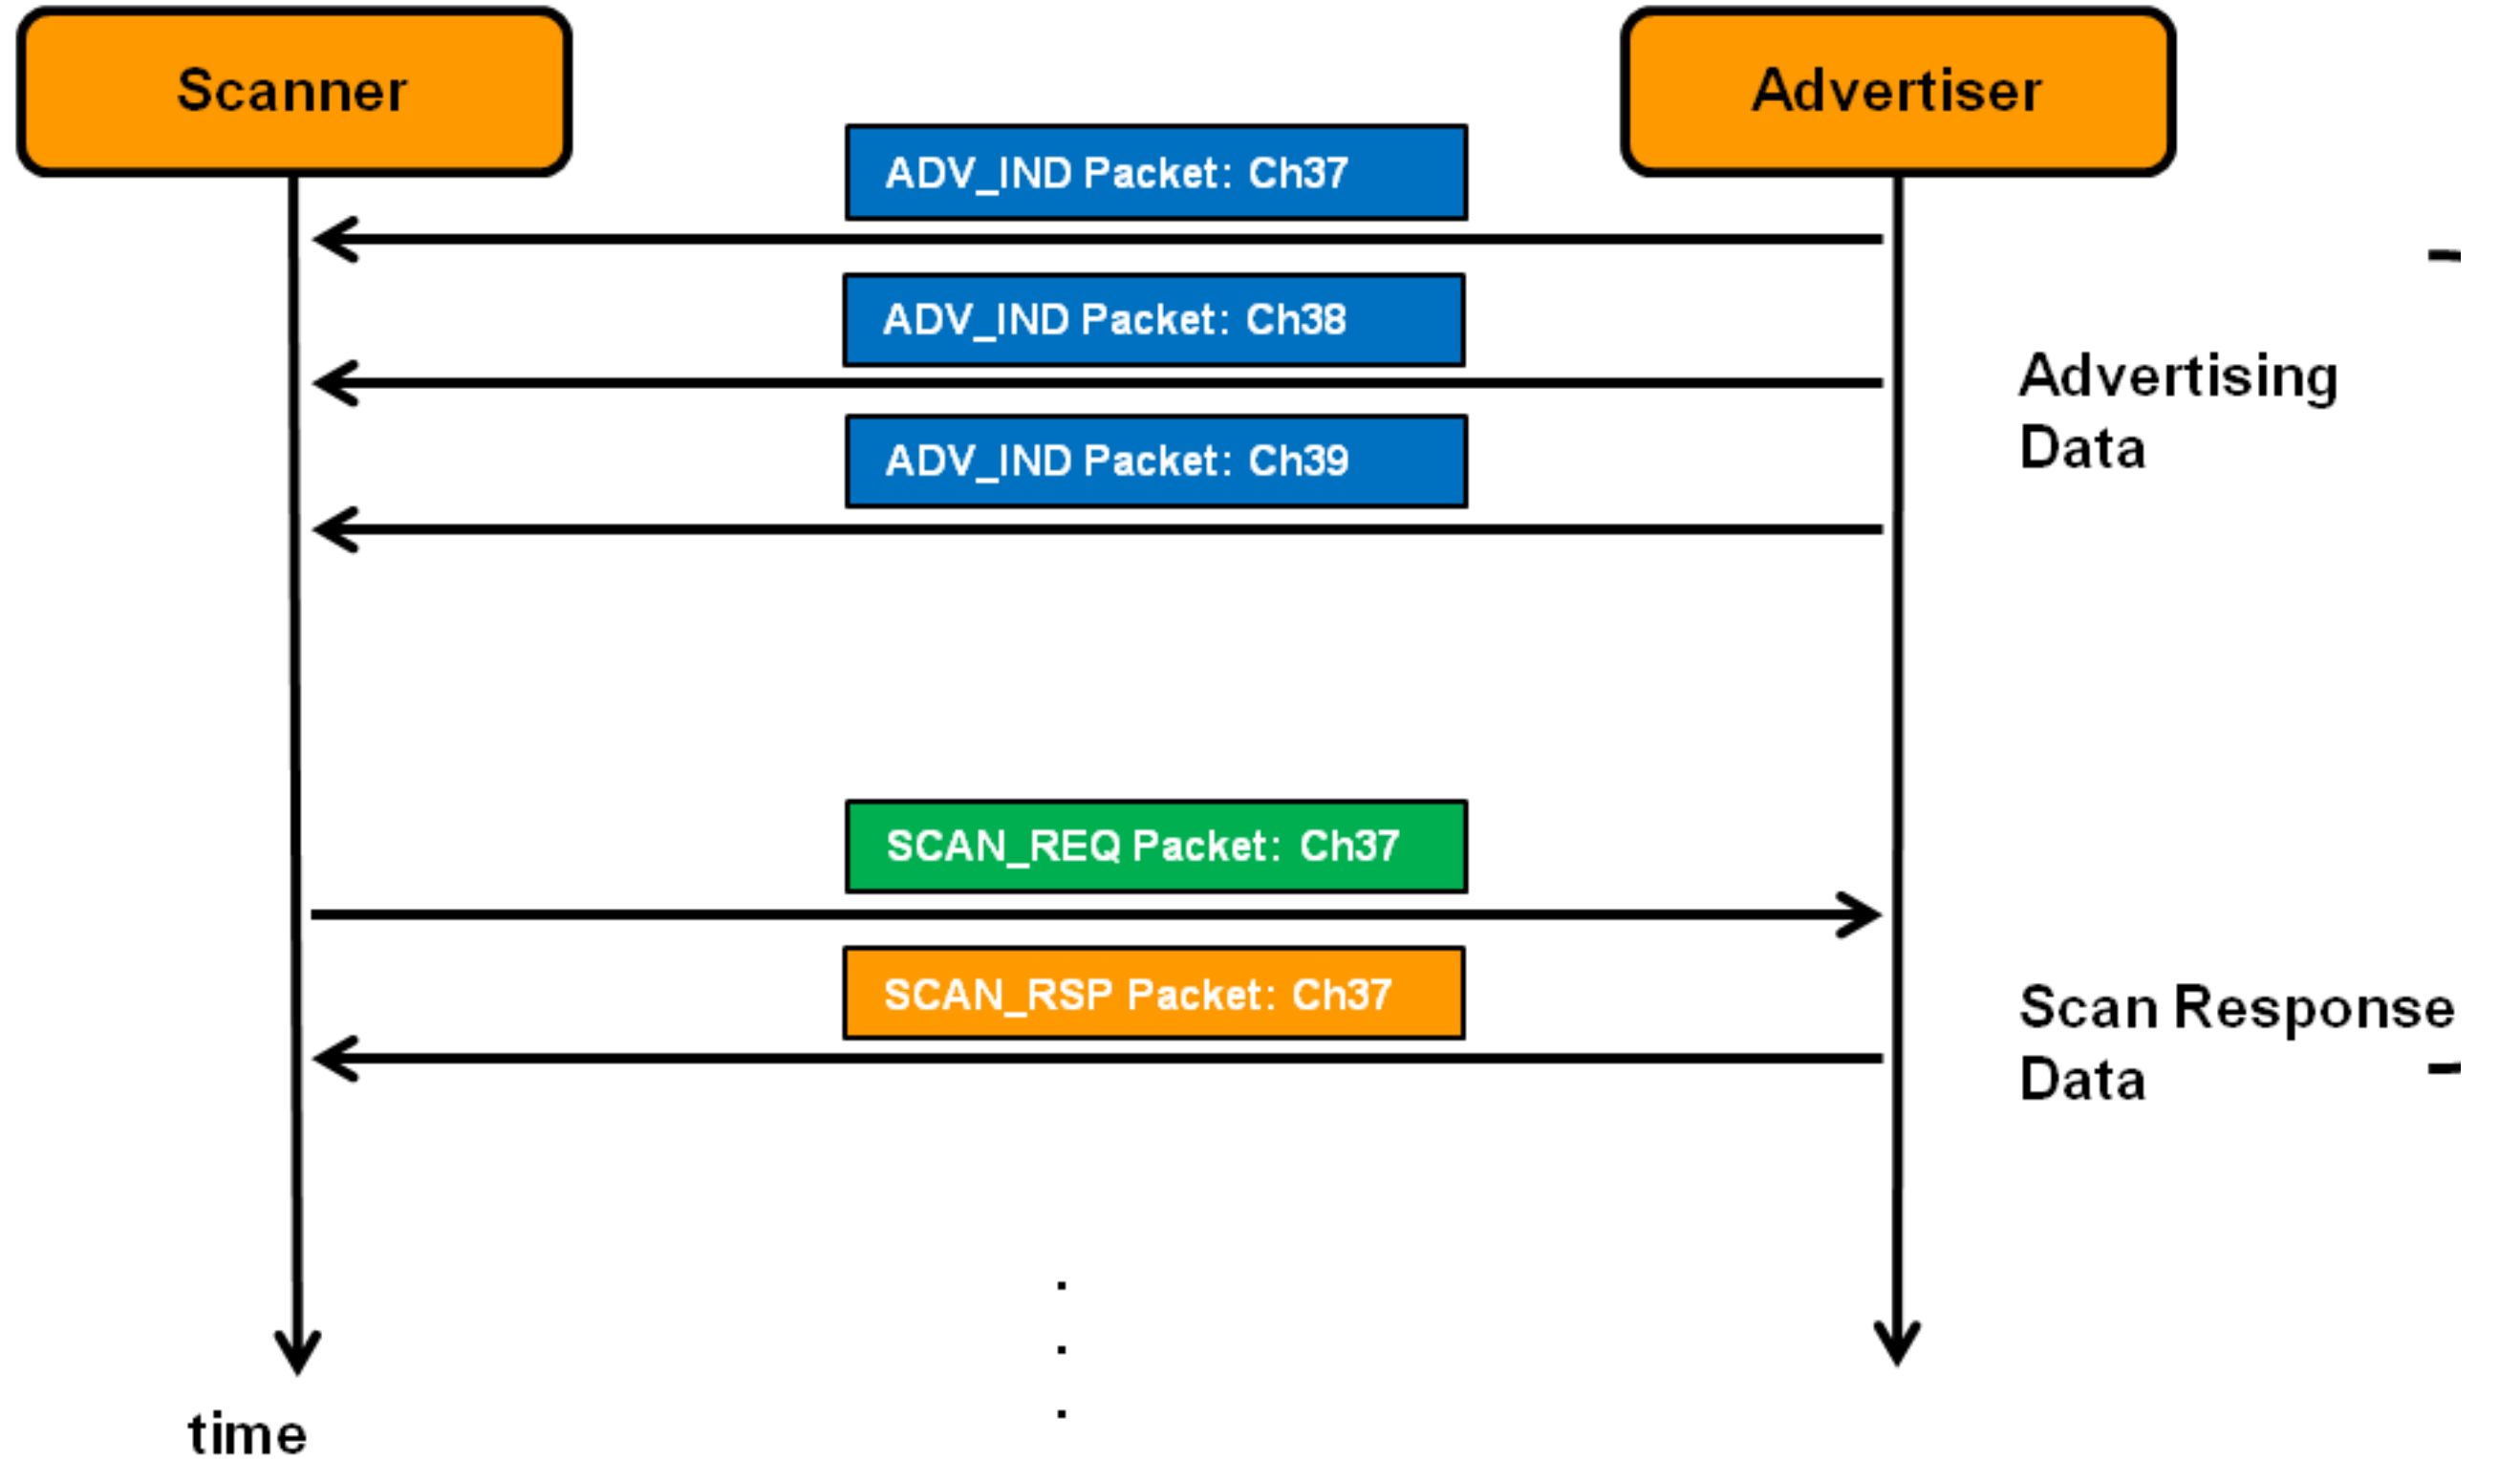 Scanner
Advertiser
ADV_IND Packet: Ch37
ADV_IND Packet: Ch38
Advertising
Data
ADV_IND Packet: Ch39
SCAN_REQ Packet: Ch37
SCAN_RSP Packet: Ch37
Scan Response
Data
.
.
.
time